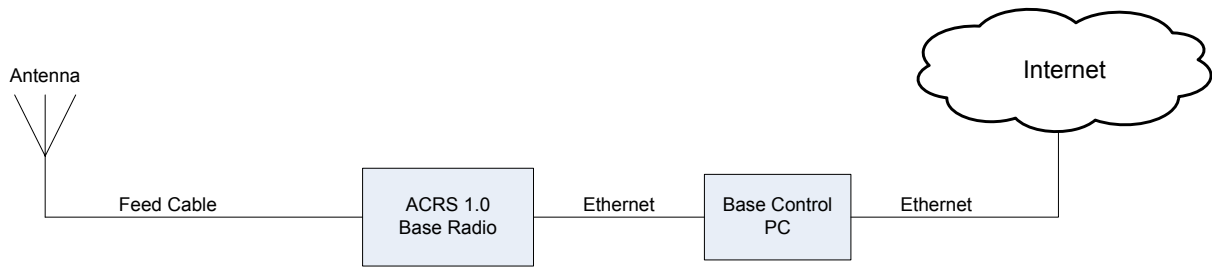 Antenna
Feed Cable
ACRS 1.0
Base Radio
Ethernet
Base Control
PC
Ethernet
Internet